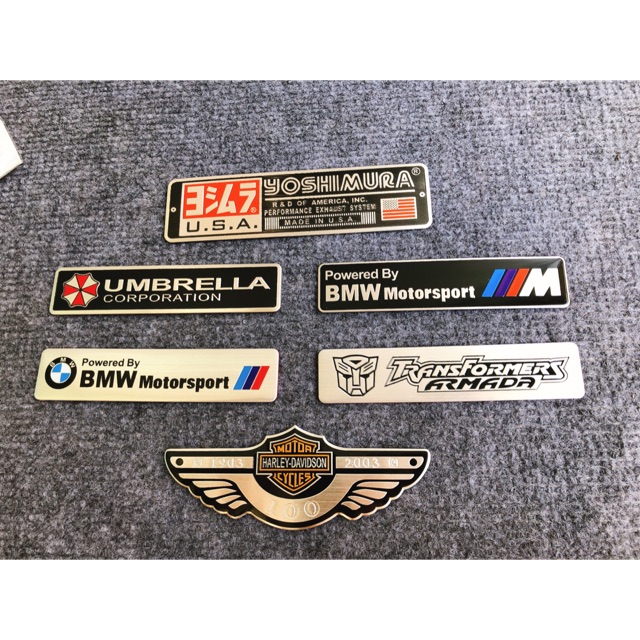 ヨシムラ
U.S.A.
YOSHIMURA®
R & D OF AMERICA, INC.
PERFORMANCE EXHAUST SYSTEM
MADE IN U.S.A.
UMBRELLA
CORPORATION
Powered By
BMW Motorsport M
BMW
Powered By
BMW Motorsport
TRANSFORMERS
ARMADA
MOTOR
1903 HARLEY-DAVIDSON 2003
CYCLES
100